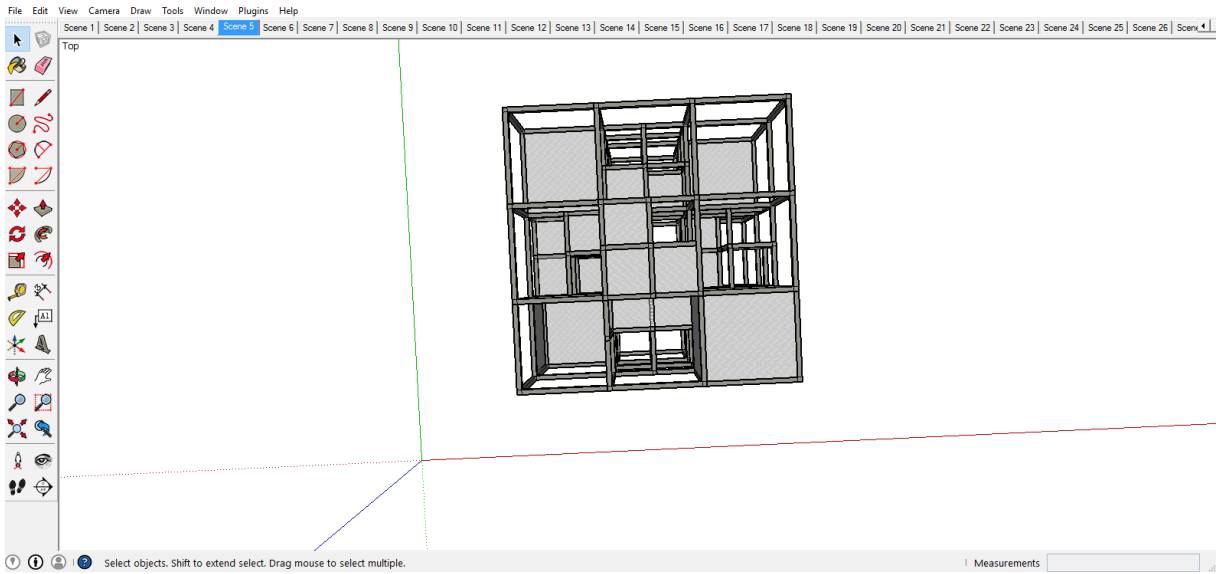 File Edit View Camera Draw Tools Window Plugins Help
Scene 1 Scene 2 Scene 3 Scene 4 Scene 5 Scene 6 Scene 7 Scene 8 Scene 9 Scene 10 Scene 11 Scene 12 Scene 13 Scene 14 Scene 15 Scene 16 Scene 17 Scene 18 Scene 19 Scene 20 Scene 21 Scene 22 Scene 23 Scene 24 Scene 25 Scene 26
Top
A1
Select objects. Shift to extend select. Drag mouse to select multiple.
Measurements